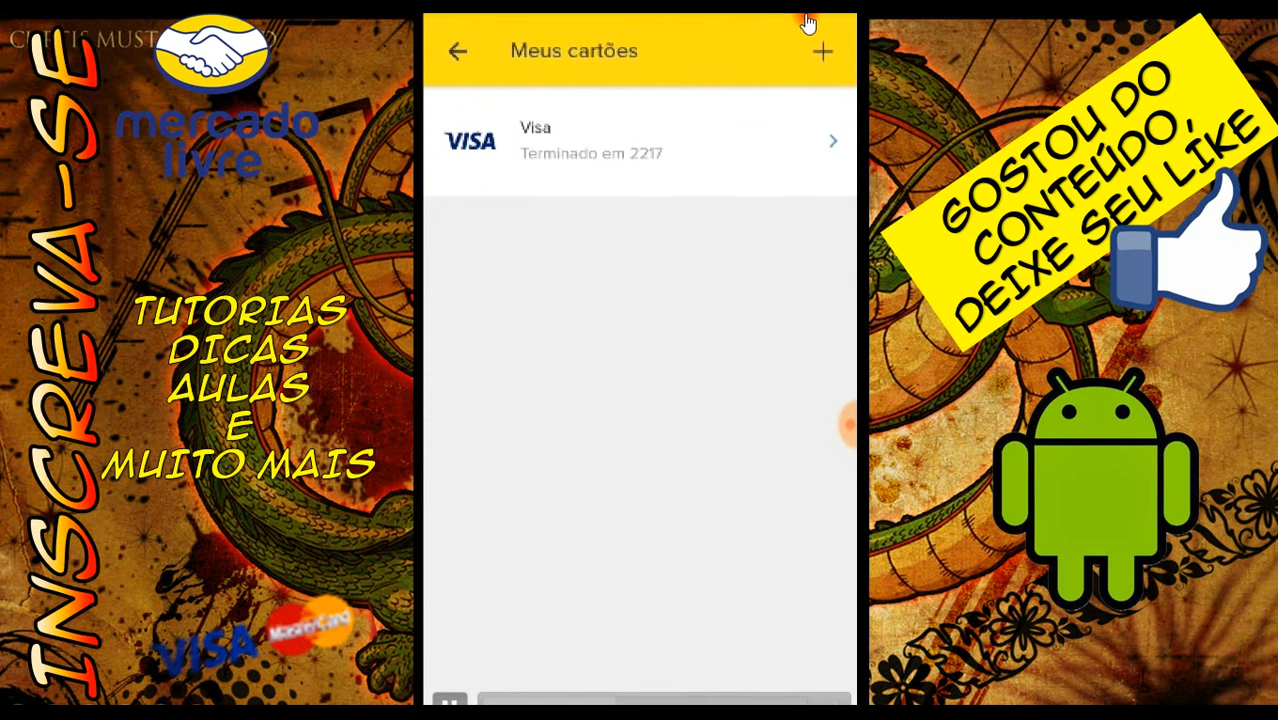 INSCREVA-SE
mercado
livre
TUTORIAS
DICAS
AULAS
E
MUITO MAIS
VISA
MasterCard
Meus cartões
VISA
Visa
Terminado em 2217
GOSTOU DO
CONTEÚDO,
DEIXE SEU LIKE